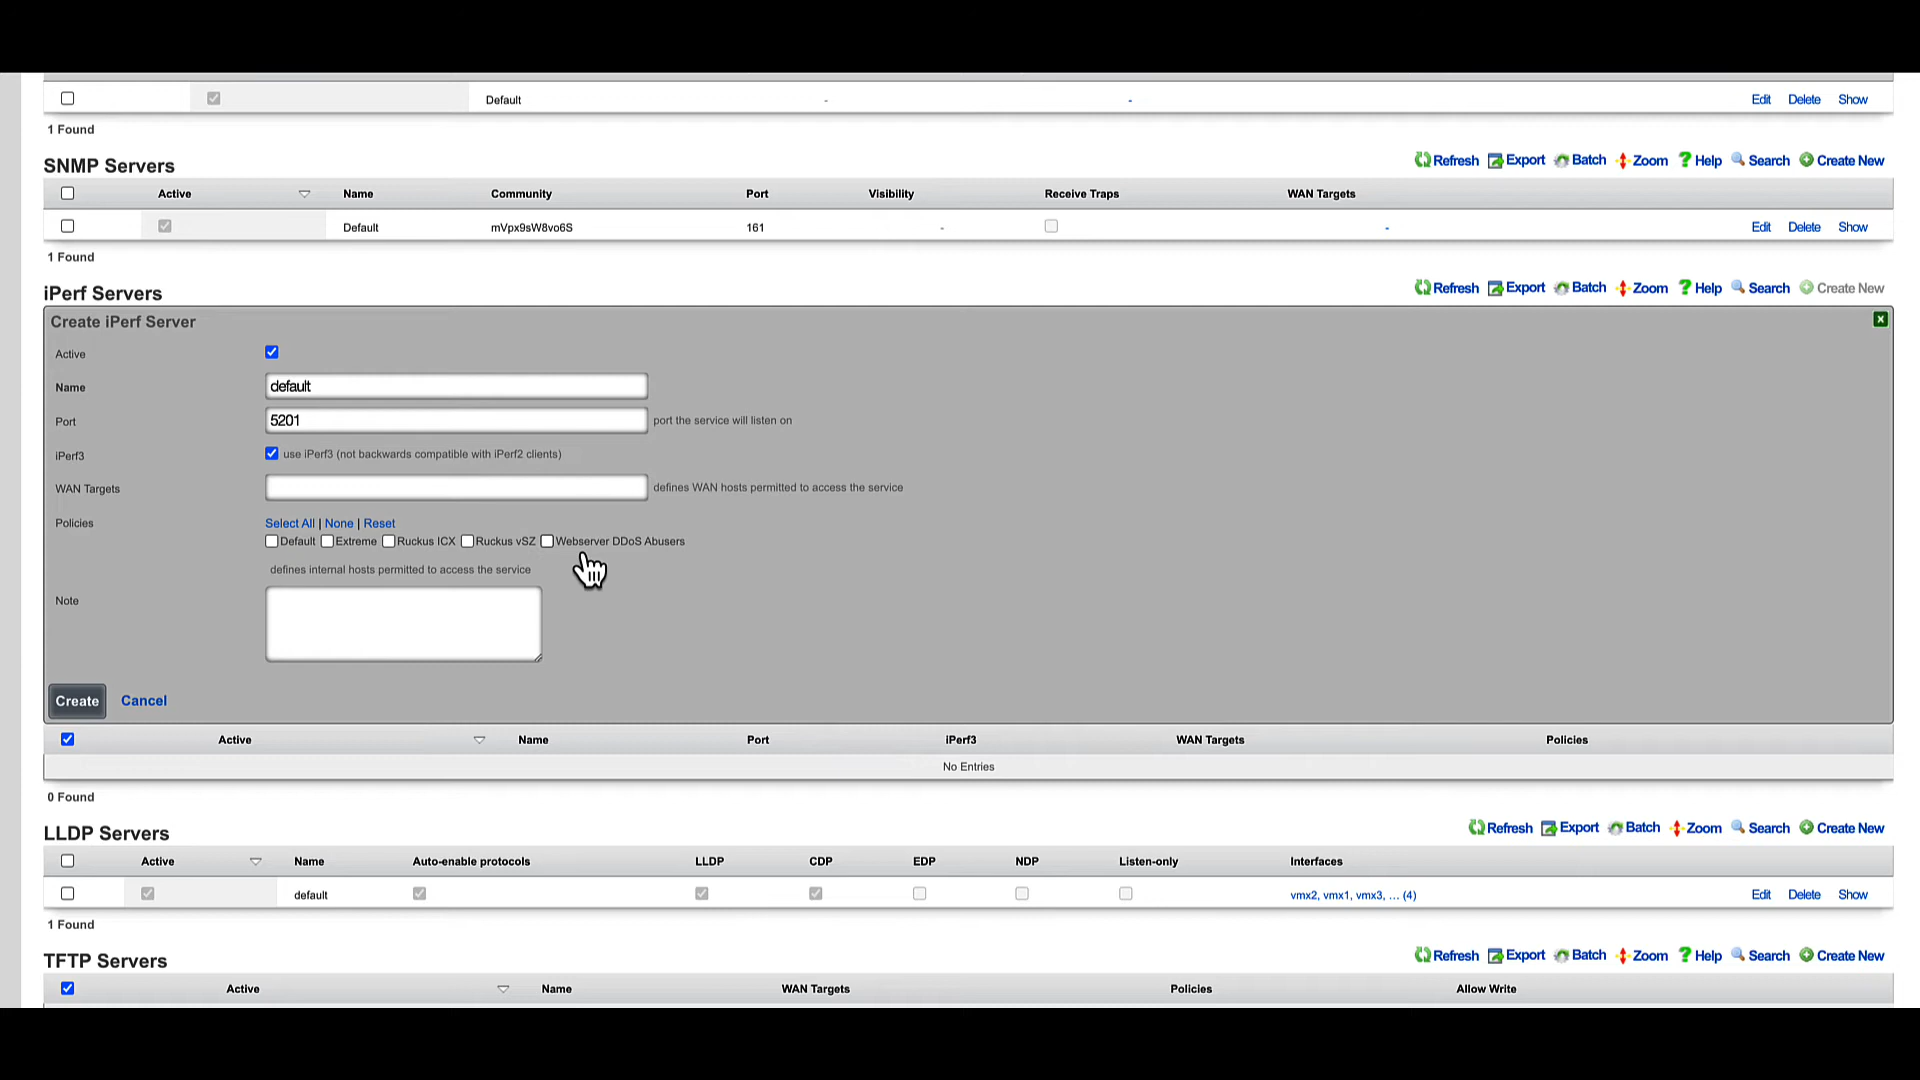 Default - - Edit Delete Show
1 Found
SNMP Servers Refresh Export Batch Zoom Help Search Create New
Active Name Community Port Visibility Receive Traps WAN Targets
Default mVpx9sW8vo6S 161 - - Edit Delete Show
1 Found
iPerf Servers Refresh Export Batch Zoom Help Search Create New
Create iPerf Server
Active
Name default
Port 5201 port the service will listen on
iPerf3 use iPerf3 (not backwards compatible with iPerf2 clients)
WAN Targets defines WAN hosts permitted to access the service
Policies Select All | None | Reset
Default Extreme Ruckus ICX Ruckus vSZ Webserver DDoS Abusers
defines internal hosts permitted to access the service
Note
Create Cancel
Active Name Port iPerf3 WAN Targets Policies
No Entries
0 Found
LLDP Servers Refresh Export Batch Zoom Search Create New
Active Name Auto-enable protocols LLDP CDP EDP NDP Listen-only Interfaces
default vmx2, vmx1, vmx3, ... (4) Edit Delete Show
1 Found
TFTP Servers Refresh Export Batch Zoom Help Search Create New
Active Name WAN Targets Policies Allow Write